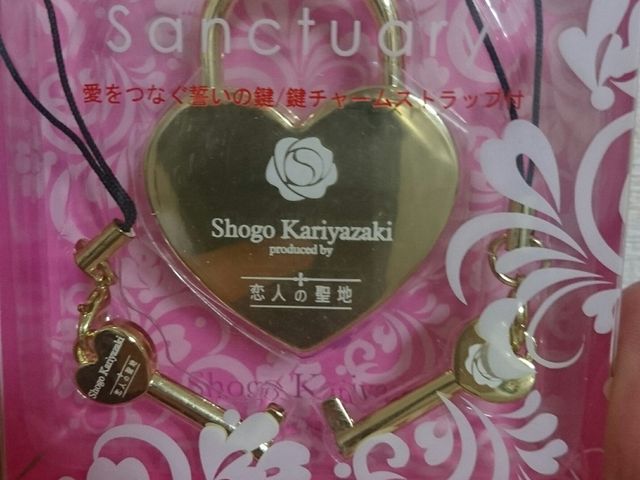 Sanctuary
愛をつなぐ誓いの鍵/鍵チャームストラップ付
S
Shogo Kariyazaki
produced by
恋人の聖地
Shogo Kariyazaki
恋人の聖地
Shogo